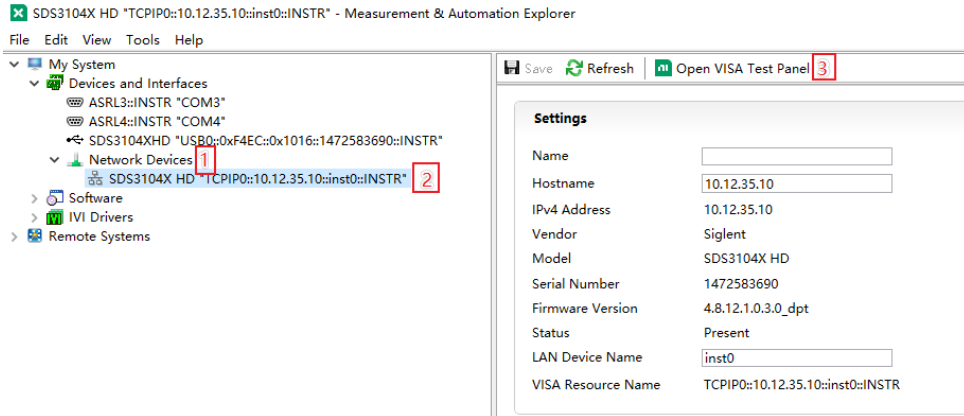 SDS3104X HD "TCPIP0::10.12.35.10::inst0::INSTR" - Measurement & Automation Explorer
File Edit View Tools Help
My System
Devices and Interfaces
ASRL3::INSTR "COM3"
ASRL4::INSTR "COM4"
SDS3104XHD "USB0::0xF4EC::0x1016::1472583690::INSTR"
Network Devices 1
SDS3104X HD "TCPIP0::10.12.35.10::inst0::INSTR" 2
Software
IVI Drivers
Remote Systems
Save Refresh Open VISA Test Panel 3
Settings
Name
Hostname 10.12.35.10
IPv4 Address 10.12.35.10
Vendor Siglent
Model SDS3104X HD
Serial Number 1472583690
Firmware Version 4.8.12.1.0.3.0_dpt
Status Present
LAN Device Name inst0
VISA Resource Name TCPIP0::10.12.35.10::inst0::INSTR